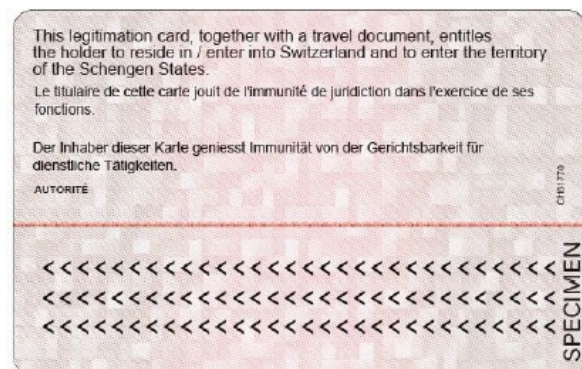 This legitimation card, together with a travel document, entitles
the holder to reside in / enter into Switzerland and to enter the territory
of the Schengen States.
Le titulaire de cette carte jouit de l'immunité de juridiction dans l'exercice de ses
fonctions.
Der Inhaber dieser Karte geniesst Immunität von der Gerichtsbarkeit für
dienstliche Tätigkeiten.
AUTORITÉ
SPECIMEN
<<<<<<<<<<<<<<<<<<<<<<<<<<<<<<
<<<<<<<<<<<<<<<<<<<<<<<<<<<<<<
<<<<<<<<<<<<<<<<<<<<<<<<<<<<<<